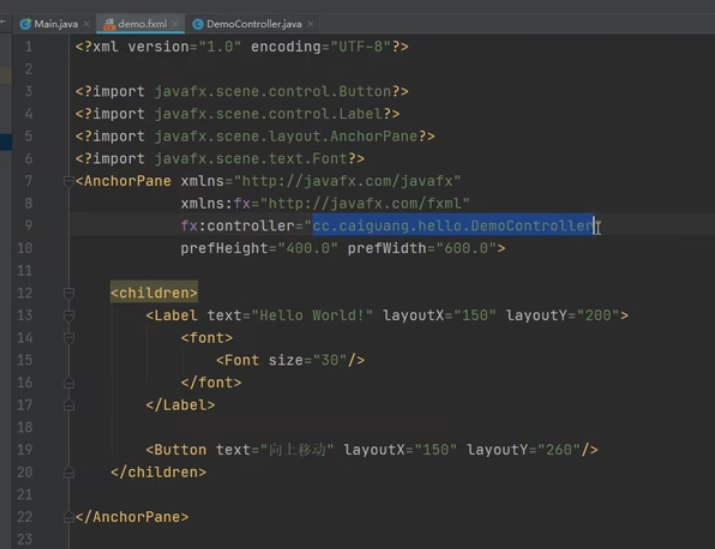 Main.java × demo.fxml × DemoController.java ×
1 <?xml version="1.0" encoding="UTF-8"?>
2
3 <?import javafx.scene.control.Button?>
4 <?import javafx.scene.control.Label?>
5 <?import javafx.scene.layout.AnchorPane?>
6 <?import javafx.scene.text.Font?>
7 <AnchorPane xmlns="http://javafx.com/javafx"
8 xmlns:fx="http://javafx.com/fxml"
9 fx:controller="cc.caiguang.hello.DemoController"
10 prefHeight="400.0" prefWidth="600.0">
11
12 <children>
13 <Label text="Hello World!" layoutX="150" layoutY="200">
14 <font>
15 <Font size="30"/>
16 </font>
17 </Label>
18
19 <Button text="向上移动" layoutX="150" layoutY="260"/>
20 </children>
21
22 </AnchorPane>
23